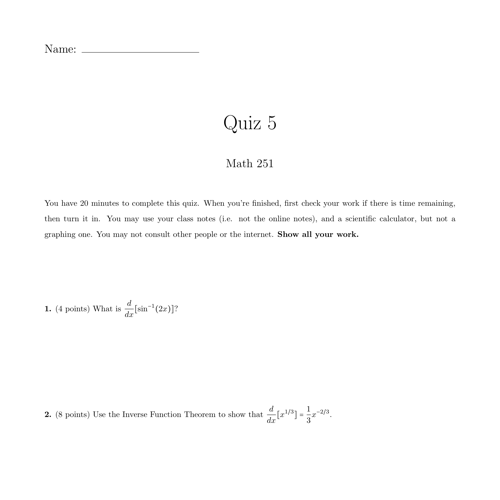 Name:
Quiz 5
Math 251
You have 20 minutes to complete this quiz. When you're finished, first check your work if there is time remaining,
then turn it in. You may use your class notes (i.e. not the online notes), and a scientific calculator, but not a
graphing one. You may not consult other people or the internet. Show all your work.
1. (4 points) What is d/dx[sin⁻¹(2x)]?
2. (8 points) Use the Inverse Function Theorem to show that d/dx[x^{1/3}] = 1/3 x^{-2/3}.